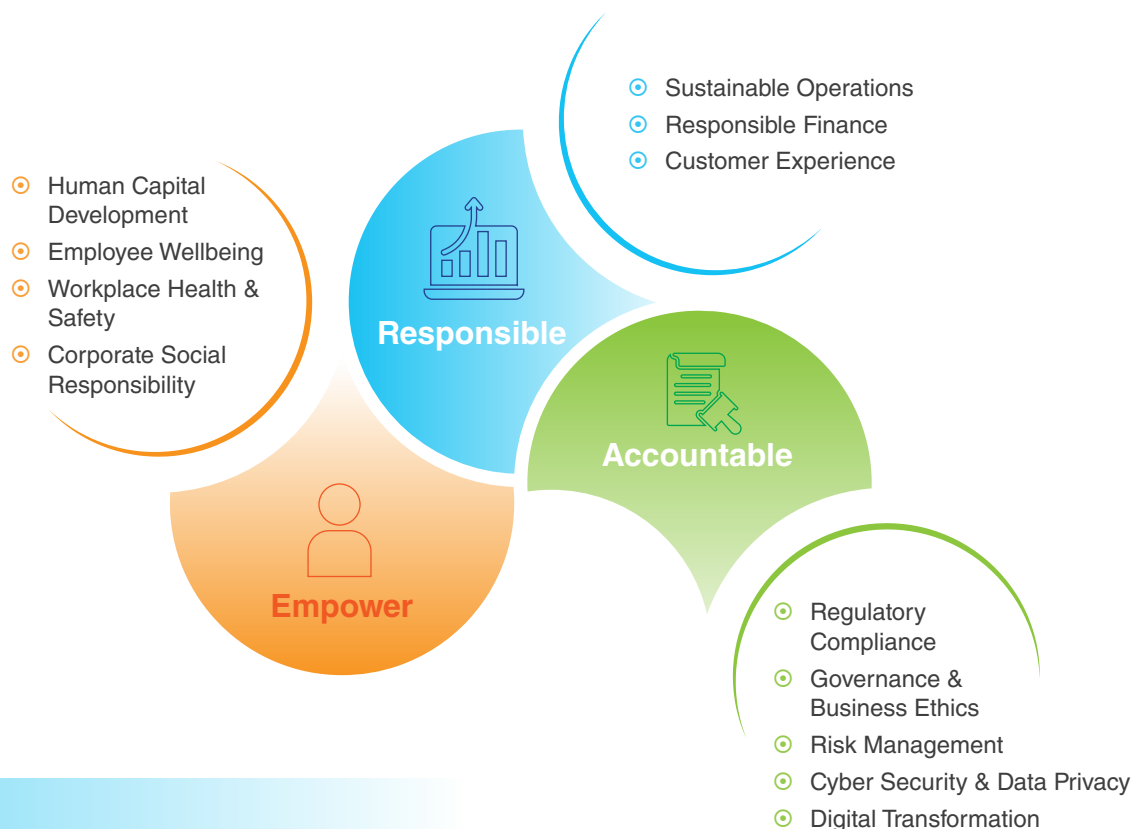 Sustainable Operations
Responsible Finance
Customer Experience
Human Capital
Development
Employee Wellbeing
Workplace Health &
Safety
Corporate Social
Responsibility
Responsible
Accountable
Empower
Regulatory
Compliance
Governance &
Business Ethics
Risk Management
Cyber Security & Data Privacy
Digital Transformation